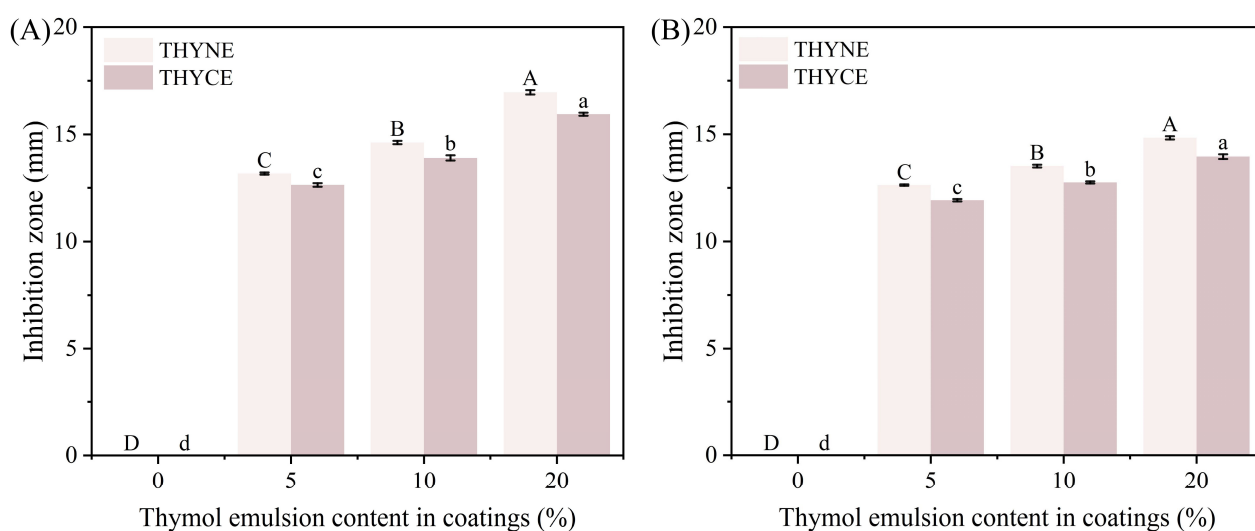 (A)
20
15
10
5
0
Inhibition zone (mm)
THYNE
THYCE
D
d
C
c
B
b
A
a
0
5
10
20
Thymol emulsion content in coatings (%)
(B)
20
15
10
5
0
Inhibition zone (mm)
THYNE
THYCE
D
d
C
c
B
b
A
a
0
5
10
20
Thymol emulsion content in coatings (%)